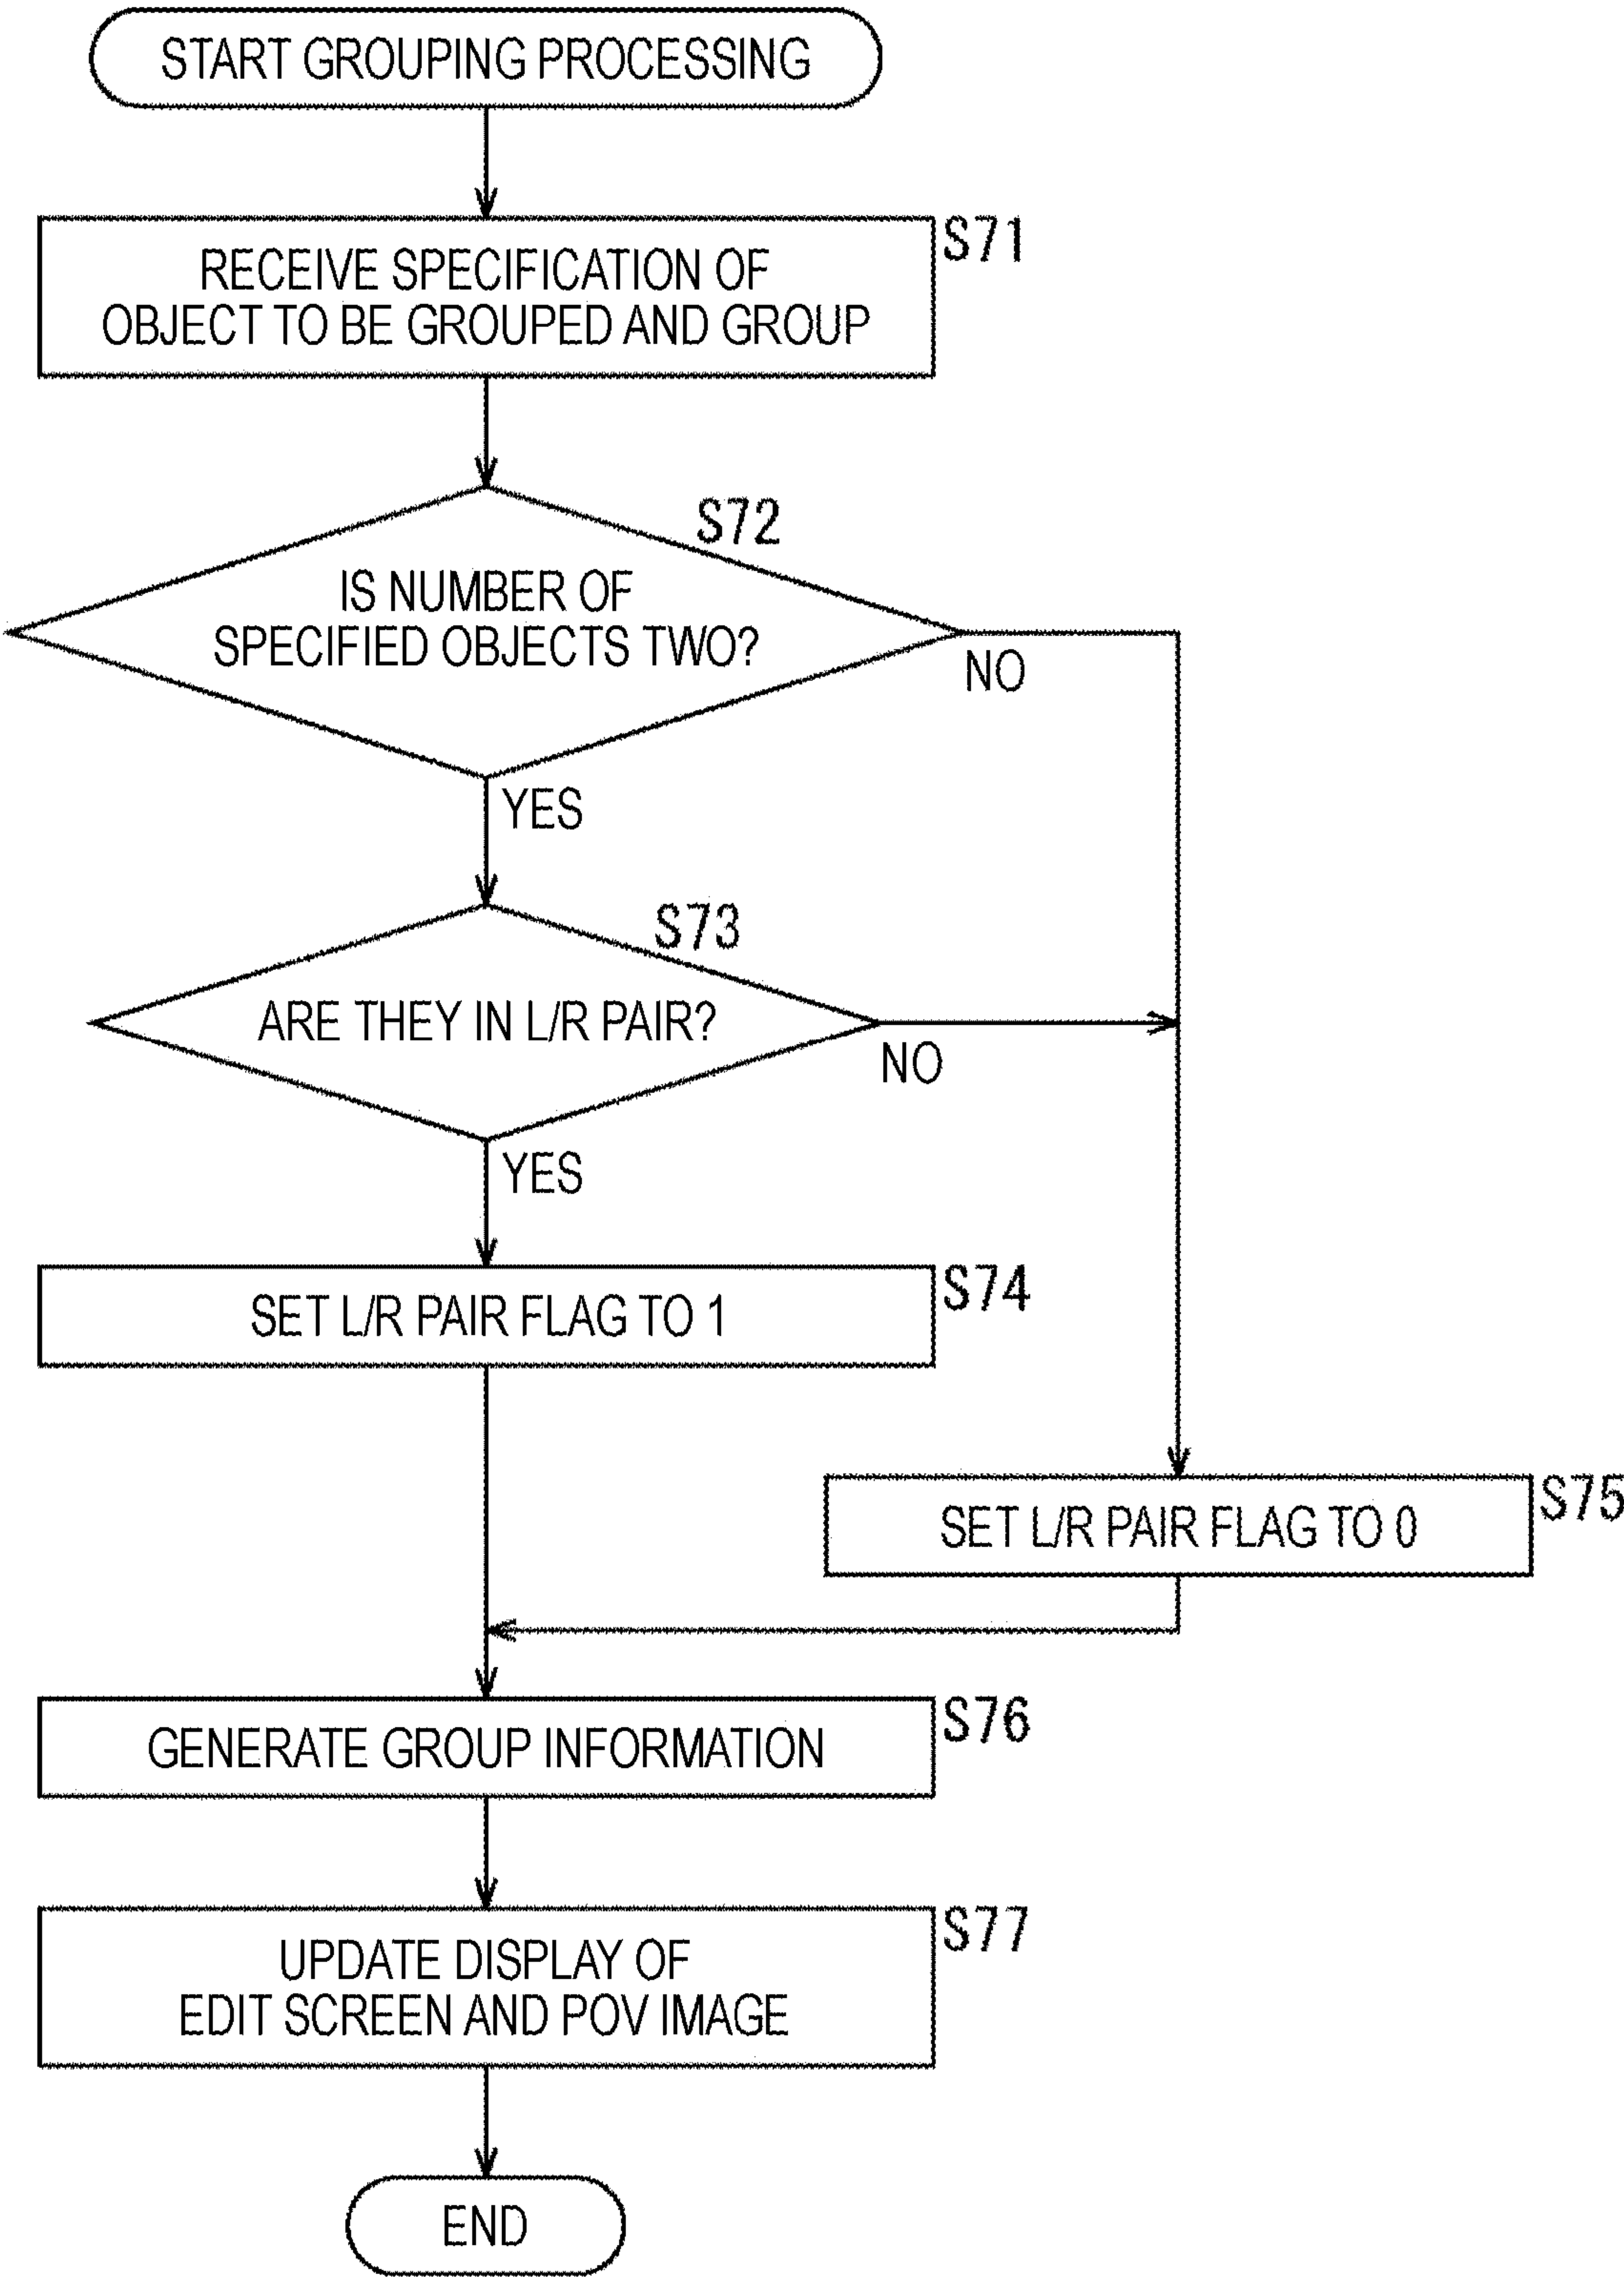 START GROUPING PROCESSING
S71
RECEIVE SPECIFICATION OF
OBJECT TO BE GROUPED AND GROUP
S72
IS NUMBER OF
SPECIFIED OBJECTS TWO?
NO
YES
S73
ARE THEY IN L/R PAIR?
NO
YES
S74
SET L/R PAIR FLAG TO 1
S75
SET L/R PAIR FLAG TO 0
S76
GENERATE GROUP INFORMATION
S77
UPDATE DISPLAY OF
EDIT SCREEN AND POV IMAGE
END